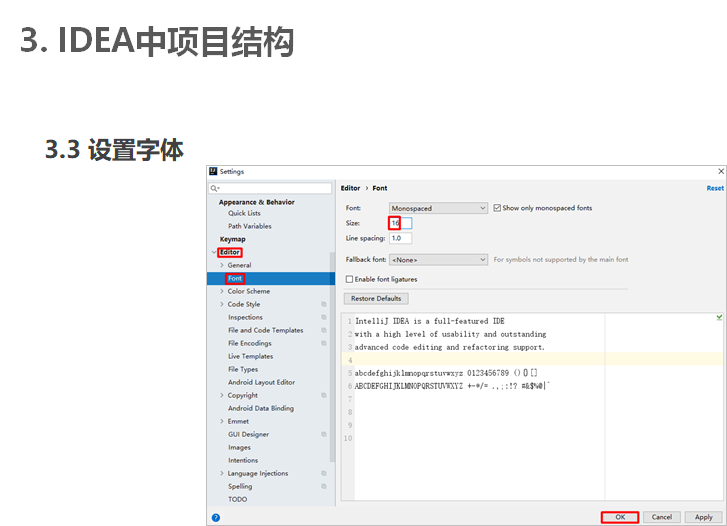 3. IDEA中项目结构
3.3 设置字体
Settings
Appearance & Behavior
Quick Lists
Path Variables
Keymap
Editor
General
Font
Color Scheme
Code Style
Inspections
File and Code Templates
File Encodings
Live Templates
File Types
Android Layout Editor
Copyright
Android Data Binding
Emmet
GUI Designer
Images
Intentions
Language Injections
Spelling
TODO
Editor › Font
Reset
Font: Monospaced Show only monospaced fonts
Size: 16
Line spacing: 1.0
Fallback font: <None> For symbols not supported by the main font
Enable font ligatures
Restore Defaults
1 IntelliJ IDEA is a full-featured IDE
2 with a high level of usability and outstanding
3 advanced code editing and refactoring support.
4
5 abcdefghijklmnopqrstuvwxyz 0123456789 (){}[]
6 ABCDEFGHIJKLMNOPQRSTUVWXYZ +-*/= .,;:!? #&$%@|^
7
8
9
10
?
OK Cancel Apply